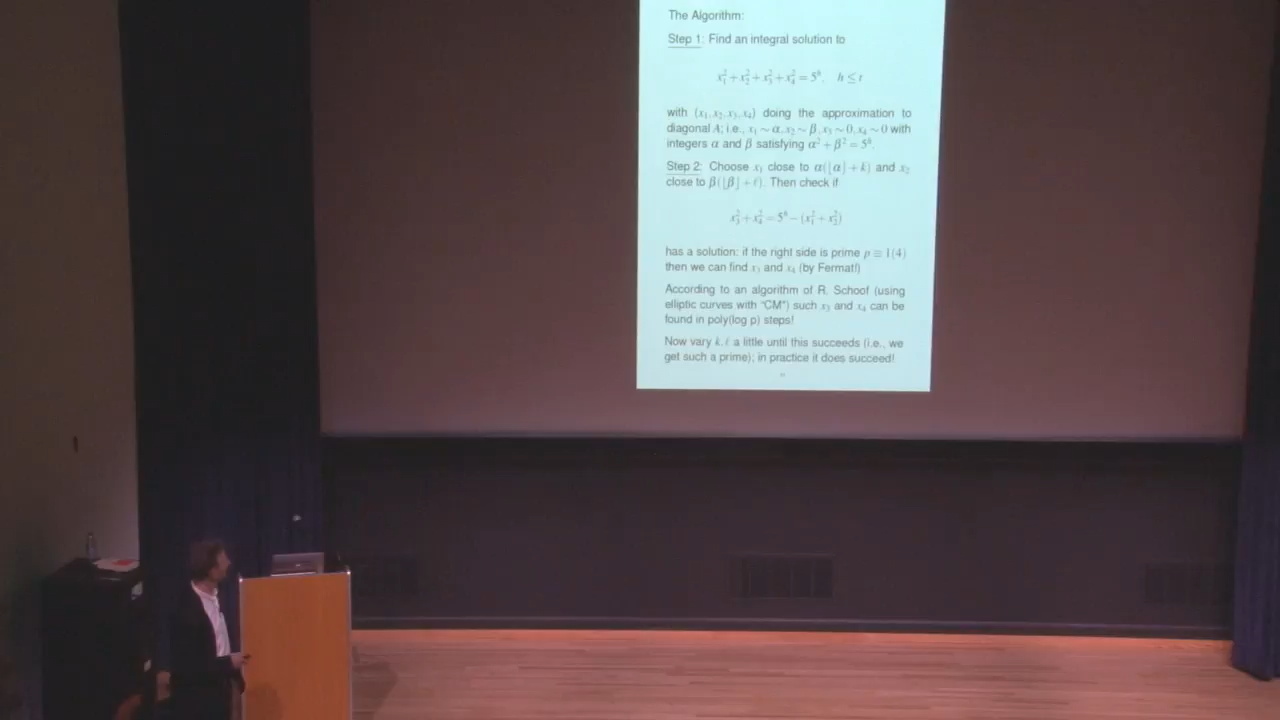 The Algorithm:
Step 1: Find an integral solution to
x₁² + x₂² + x₃² + x₄² = 5ʰ, h ≤ t
with (x₁, x₂, x₃, x₄) doing the approximation to
diagonal A; i.e., x₁ ~ α, x₂ ~ β, x₃ ~ 0, x₄ ~ 0 with
integers α and β satisfying α² + β² = 5ʰ.
Step 2: Choose x₁ close to α(⌊α⌋ + k) and x₂
close to β(⌊β⌋ + ℓ). Then check if
x₃² + x₄² = 5ʰ − (x₁² + x₂²)
has a solution: if the right side is prime p ≡ 1(4)
then we can find x₃ and x₄ (by Fermat!)
According to an algorithm of R. Schoof (using
elliptic curves with "CM") such x₃ and x₄ can be
found in poly(log p) steps!
Now vary k, ℓ a little until this succeeds (i.e., we
get such a prime); in practice it does succeed!